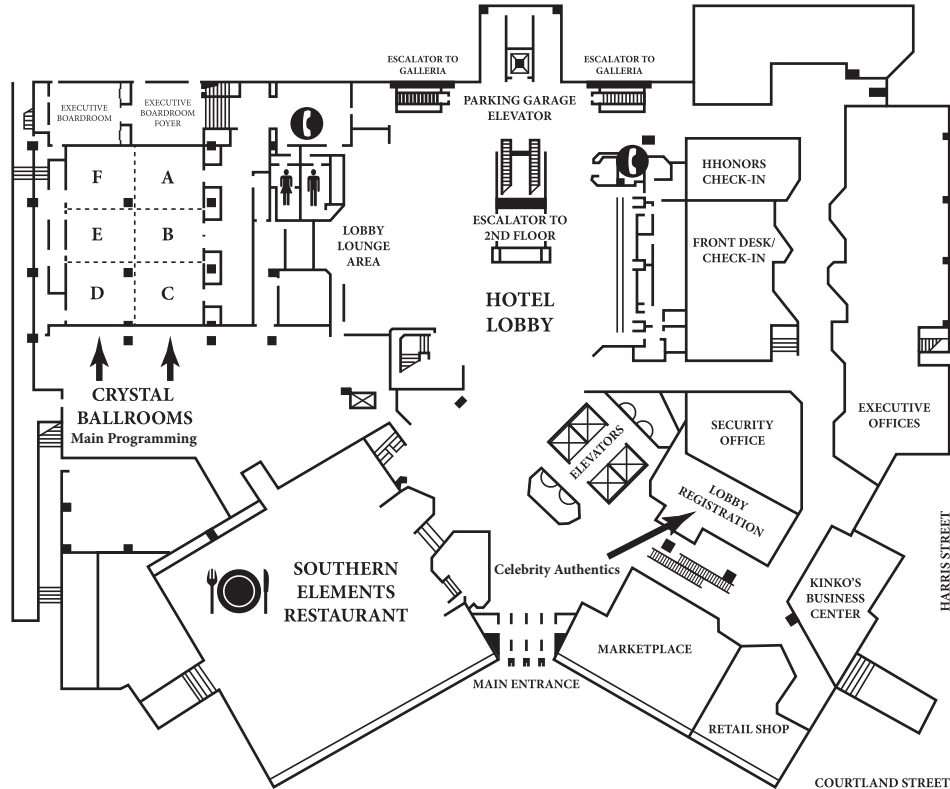 ESCALATOR TO
GALLERIA
ESCALATOR TO
GALLERIA
PARKING GARAGE
ELEVATOR
EXECUTIVE
BOARDROOM
EXECUTIVE
BOARDROOM
FOYER
F
A
E
B
D
C
HHONORS
CHECK-IN
ESCALATOR TO
2ND FLOOR
LOBBY
LOUNGE
AREA
FRONT DESK/
CHECK-IN
HOTEL
LOBBY
CRYSTAL
BALLROOMS
Main Programming
EXECUTIVE
OFFICES
SECURITY
OFFICE
ELEVATORS
LOBBY
REGISTRATION
Celebrity Authentics
SOUTHERN
ELEMENTS
RESTAURANT
KINKO'S
BUSINESS
CENTER
HARRIS STREET
MARKETPLACE
MAIN ENTRANCE
RETAIL SHOP
COURTLAND STREET